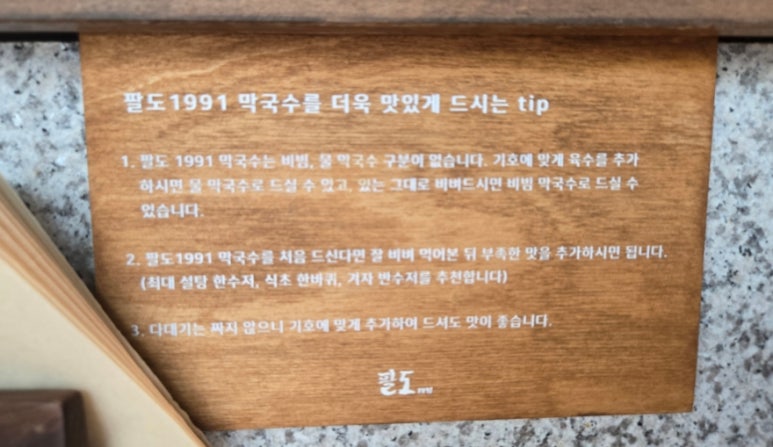 팔도1991 막국수를 더욱 맛있게 드시는 tip
1. 팔도 1991 막국수는 비빔, 물 막국수 구분이 없습니다. 기호에 맞게 육수를 추가
하시면 물 막국수로 드실 수 있고, 있는 그대로 비벼드시면 비빔 막국수로 드실 수
있습니다.
2. 팔도1991 막국수를 처음 드신다면 잘 비벼 먹어본 뒤 부족한 맛을 추가하시면 됩니다.
(최대 설탕 한수저, 식초 한바퀴, 겨자 반수저를 추천합니다)
3. 다대기는 짜지 않으니 기호에 맞게 추가하여 드셔도 맛이 좋습니다.
팔도